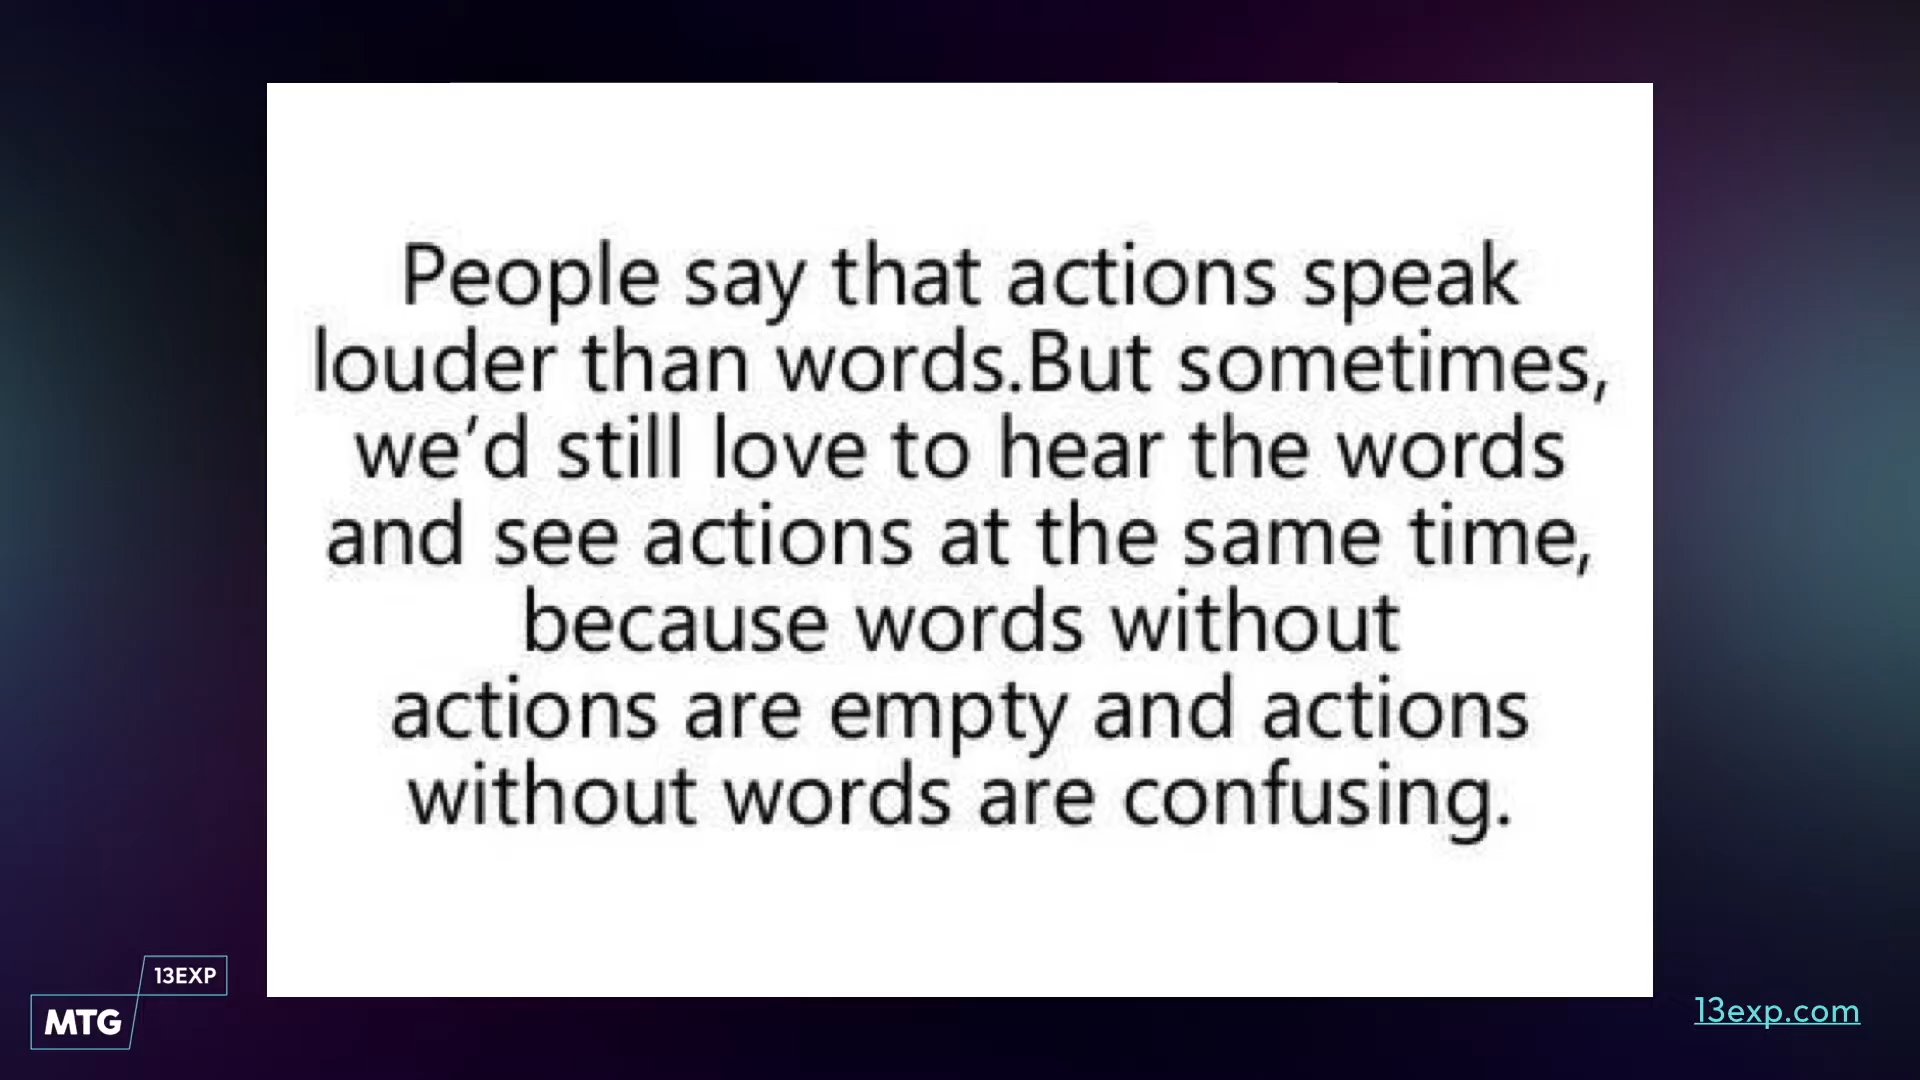 People say that actions speak
louder than words.But sometimes,
we’d still love to hear the words
and see actions at the same time,
because words without
actions are empty and actions
without words are confusing.
13EXP
MTG
13exp.com